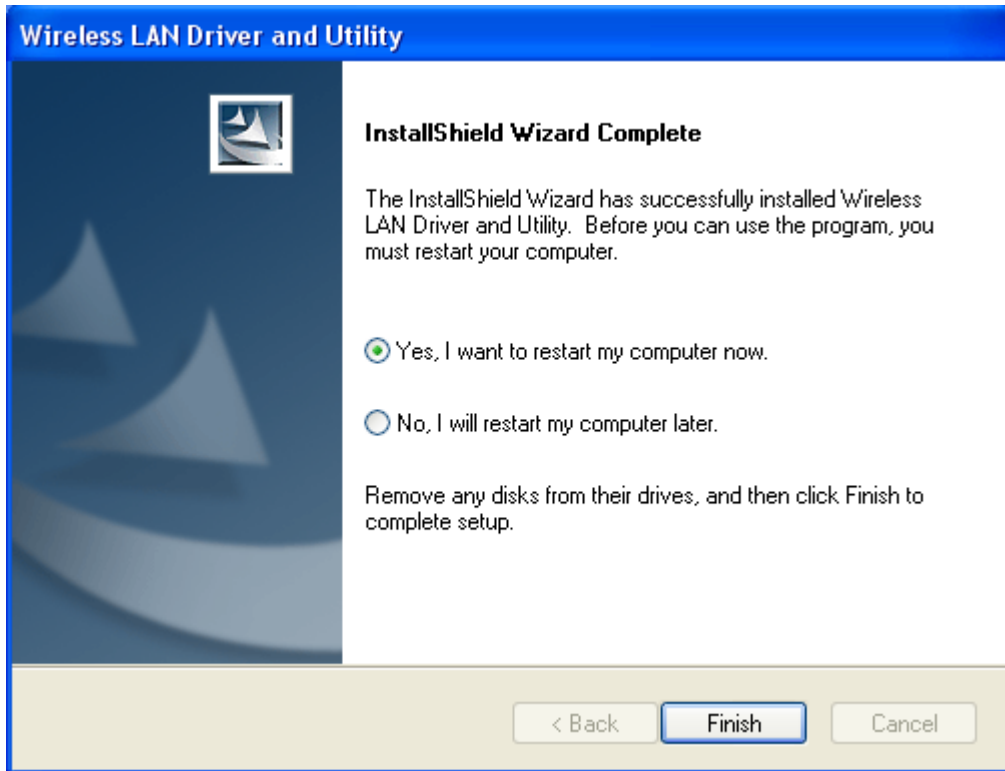 Wireless LAN Driver and Utility
InstallShield Wizard Complete
The InstallShield Wizard has successfully installed Wireless
LAN Driver and Utility.  Before you can use the program, you
must restart your computer.
Yes, I want to restart my computer now.
No, I will restart my computer later.
Remove any disks from their drives, and then click Finish to
complete setup.
< Back
Finish
Cancel